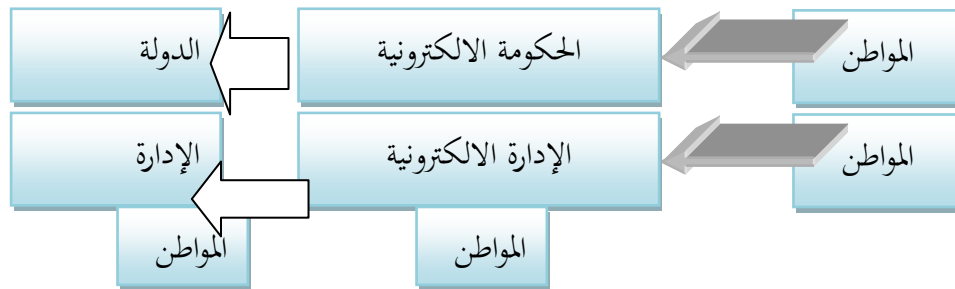 المواطن
الحكومة الالكترونية
الدولة
المواطن
الإدارة الالكترونية
الإدارة
المواطن
المواطن